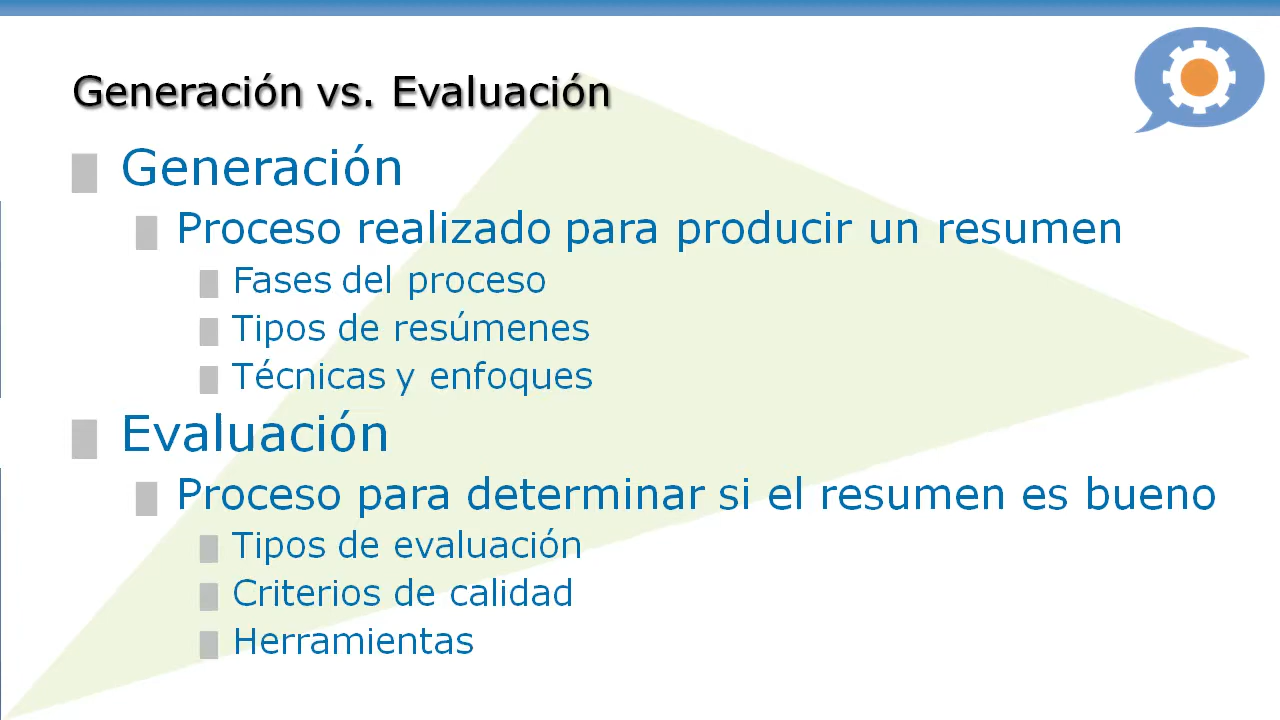 Generación vs. Evaluación
Generación
Proceso realizado para producir un resumen
Fases del proceso
Tipos de resúmenes
Técnicas y enfoques
Evaluación
Proceso para determinar si el resumen es bueno
Tipos de evaluación
Criterios de calidad
Herramientas